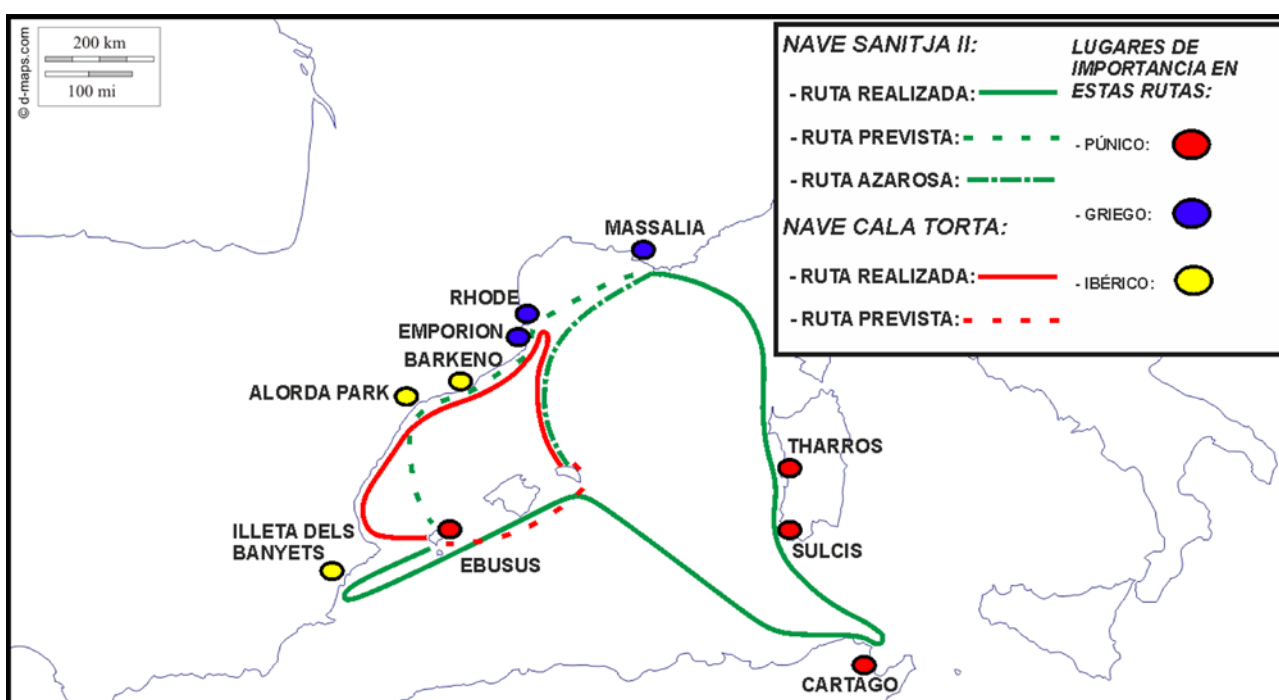 © d-maps.com
200 km
100 mi
NAVE SANITJA II:
- RUTA REALIZADA:
- RUTA PREVISTA:
- RUTA AZAROSA:
NAVE CALA TORTA:
- RUTA REALIZADA:
- RUTA PREVISTA:
LUGARES DE
IMPORTANCIA EN
ESTAS RUTAS:
- PÚNICO:
- GRIEGO:
- IBÉRICO:
MASSALIA
RHODE
EMPORION
BARKENO
ALORDA PARK
THARROS
ILLETA DELS
BANYETS
EBUSUS
SULCIS
CARTAGO